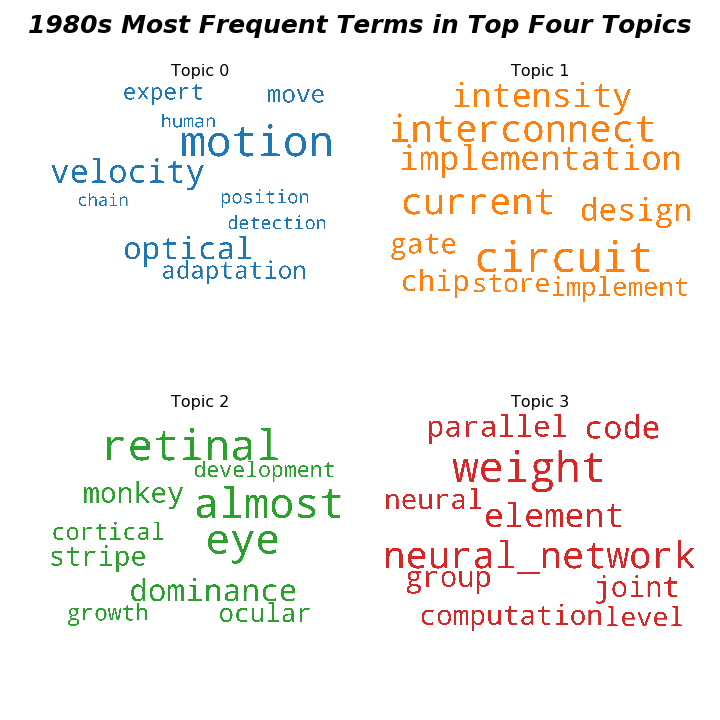 1980s Most Frequent Terms in Top Four Topics
Topic 0
expert
move
human
motion
velocity
chain
position
detection
optical
adaptation
Topic 1
intensity
interconnect
implementation
current
design
gate
circuit
chip
store
implement
Topic 2
retinal
development
monkey
almost
cortical
eye
stripe
dominance
growth
ocular
Topic 3
parallel
code
weight
neural
element
neural_network
group
joint
computation
level